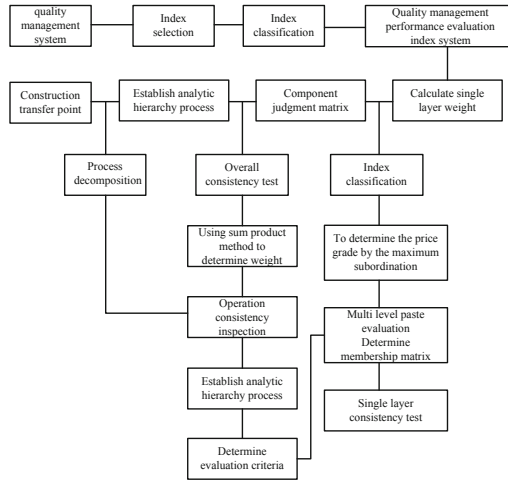 quality
management
system
Index
selection
Index
classification
Quality management
performance evaluation
index system
Construction
transfer point
Establish analytic
hierarchy process
Component
judgment matrix
Calculate single
layer weight
Process
decomposition
Overall
consistency test
Index
classification
Using sum product
method to
determine weight
To determine the price
grade by the maximum
subordination
Operation
consistency
inspection
Multi level paste
evaluation
Determine
membership matrix
Establish analytic
hierarchy process
Single layer
consistency test
Determine
evaluation criteria